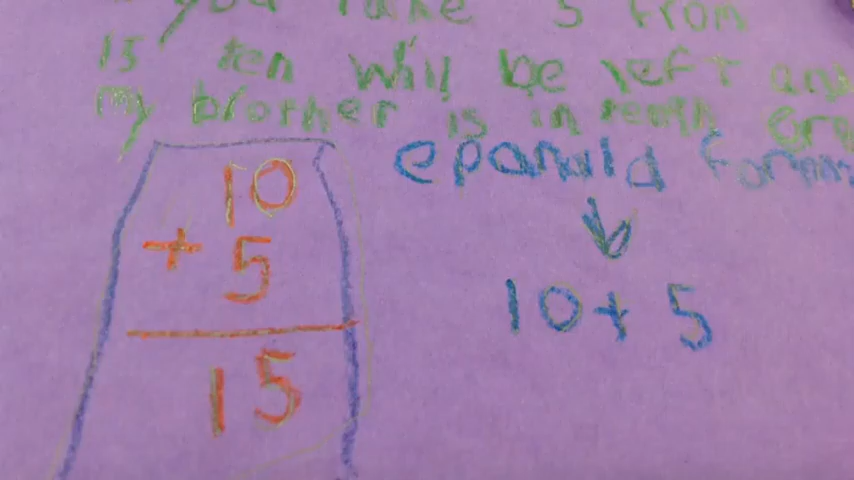 you take 5 from
15 ten will be left and
my brother is in tenth gra
epanuld form
10
+ 5
15
10 + 5